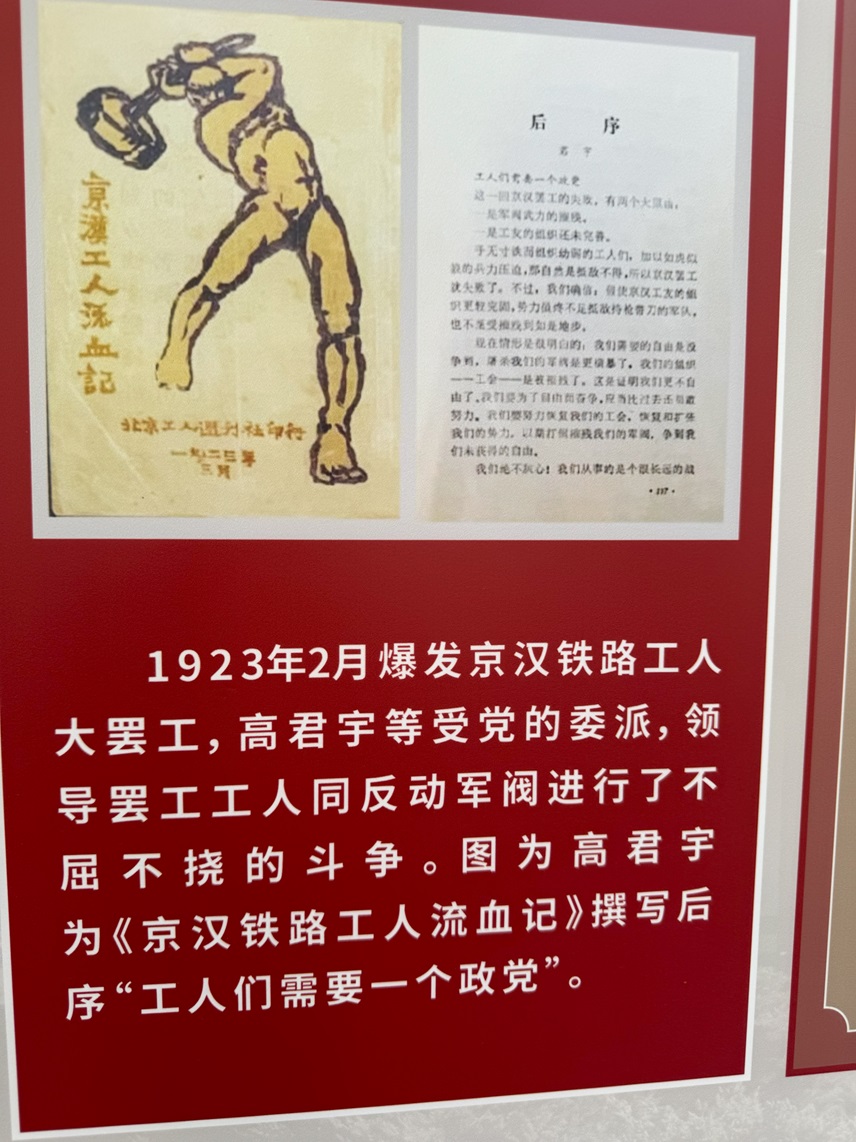 京漢工人流血記
北京工人週刊社印行
一九二三年
三月
后 序
君 宇
工人们需要一个政党
这一回京汉罢工的失败，有两个大原由：
一是军阀武力的摧残。
一是工友的组织还未完善。
手无寸铁而组织幼弱的工人们，加以如虎似
狼的兵力压迫，那自然是抵敌不得，所以京汉罢工
就失败了。不过，我们确信，假使京汉工友的组
织更较完固，势力虽终不是抵敌持枪带刀的军队，
也不至受摧残到如是地步。
现在情形是很明白的：我们需要的自由是没
争到，屠杀我们的军阀是更横暴了。我们的组织
——工会——是被摧残了。这是证明我们更不自
由了，我们要为了自由而奋争，应当比过去还要
努力。我们要努力恢复我们的工会，恢复和扩张
我们的势力，以期打倒摧残我们的军阀，争到我
们未获得的自由。
我们绝不灰心！我们从事的是个很长远的战
1923年2月爆发京汉铁路工人
大罢工，高君宇等受党的委派，领
导罢工工人同反动军阀进行了不
屈不挠的斗争。图为高君宇
为《京汉铁路工人流血记》撰写后
序“工人们需要一个政党”。